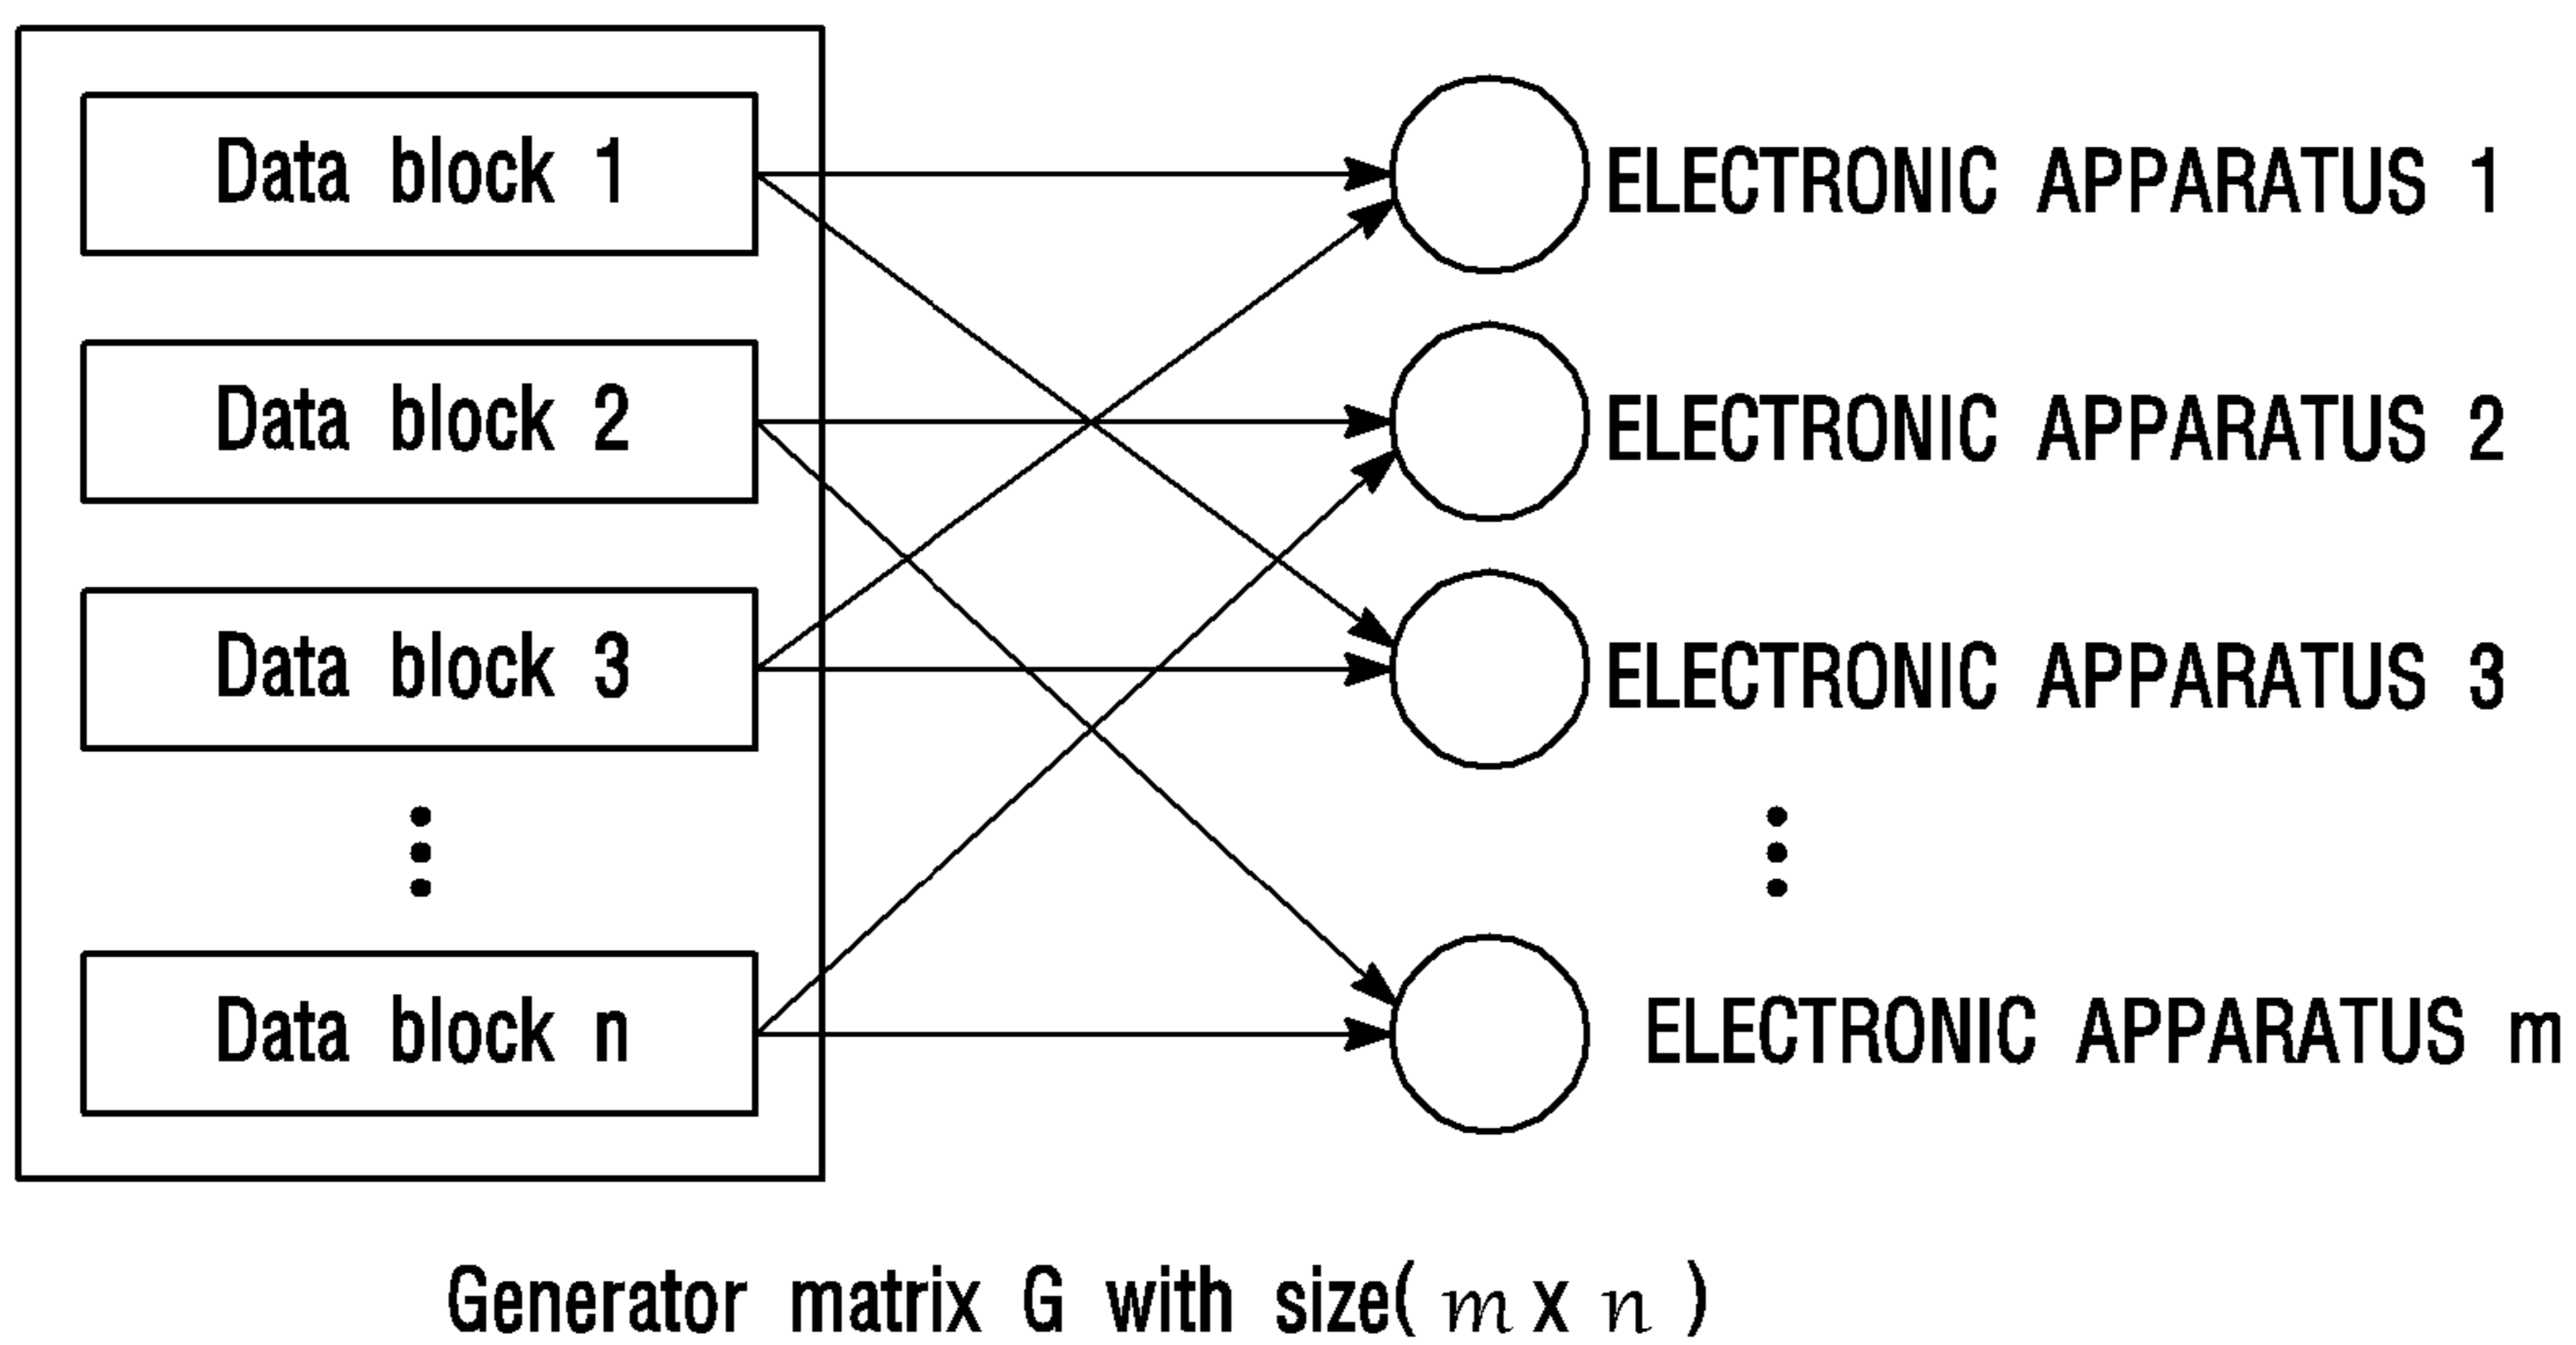 Data block 1
ELECTRONIC APPARATUS 1
Data block 2
ELECTRONIC APPARATUS 2
Data block 3
ELECTRONIC APPARATUS 3
Data block n
ELECTRONIC APPARATUS m
Generator matrix G with size( m x n )